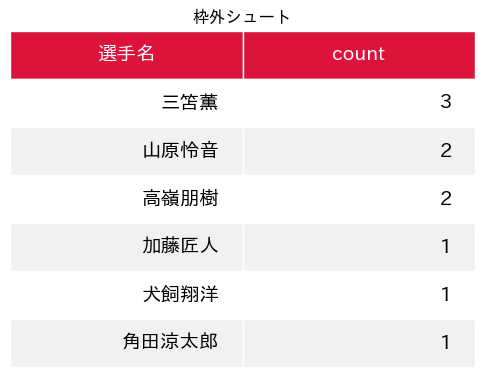 枠外シュート
選手名 count
三笘薫 3
山原怜音 2
高嶺朋樹 2
加藤匠人 1
犬飼翔洋 1
角田涼太郎 1